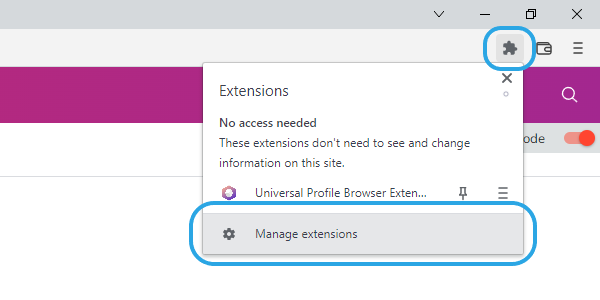 Extensions
No access needed
These extensions don't need to see and change
information on this site.
ode
Universal Profile Browser Exten...
Manage extensions